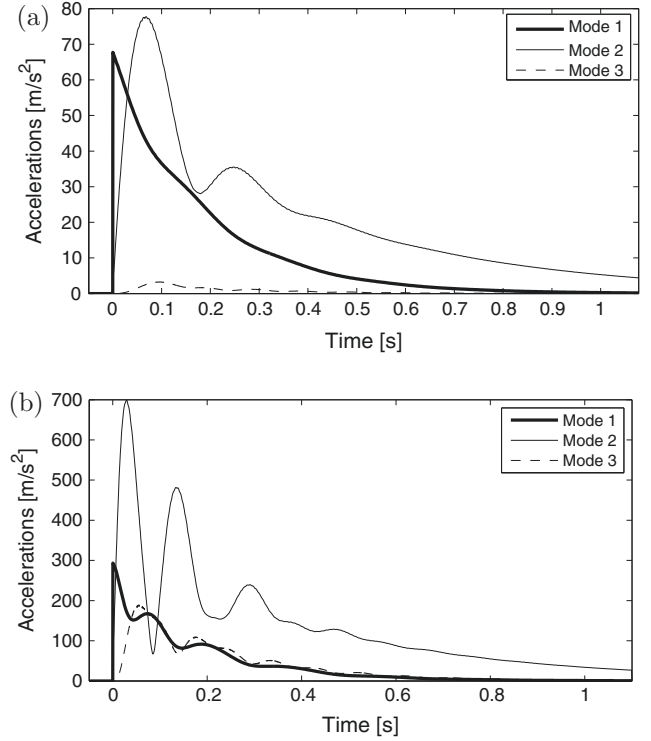 (a)
Accelerations [m/s²]
80
70
60
50
40
30
20
10
0
Mode 1
Mode 2
Mode 3
0 0.1 0.2 0.3 0.4 0.5 0.6 0.7 0.8 0.9 1
Time [s]
(b)
Accelerations [m/s²]
700
600
500
400
300
200
100
0
Mode 1
Mode 2
Mode 3
0 0.2 0.4 0.6 0.8 1
Time [s]